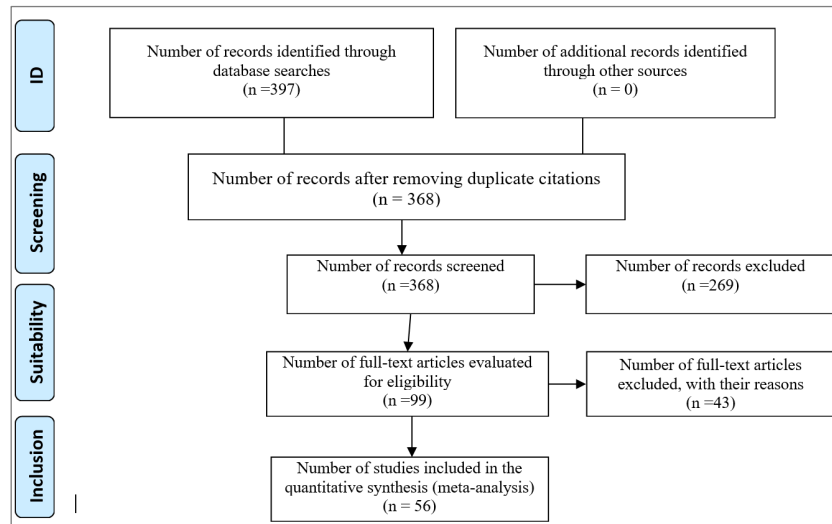 ID
Number of records identified through
database searches
(n =397)
Number of additional records identified
through other sources
(n = 0)
Screening
Number of records after removing duplicate citations
(n = 368)
Number of records screened
(n =368)
Number of records excluded
(n =269)
Suitability
Number of full-text articles evaluated
for eligibility
(n =99)
Number of full-text articles
excluded, with their reasons
(n =43)
Inclusion
Number of studies included in the
quantitative synthesis (meta-analysis)
(n = 56)